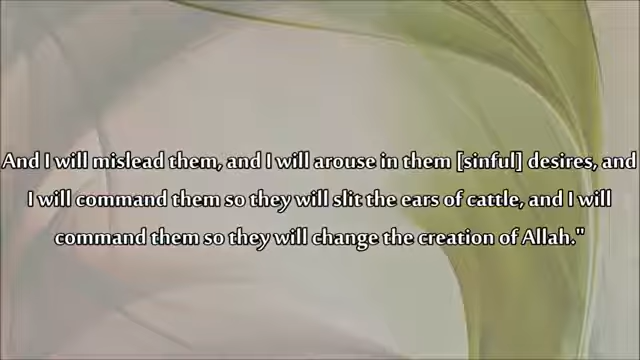 And I will mislead them, and I will arouse in them [sinful] desires, and
I will command them so they will slit the ears of cattle, and I will
command them so they will change the creation of Allah."